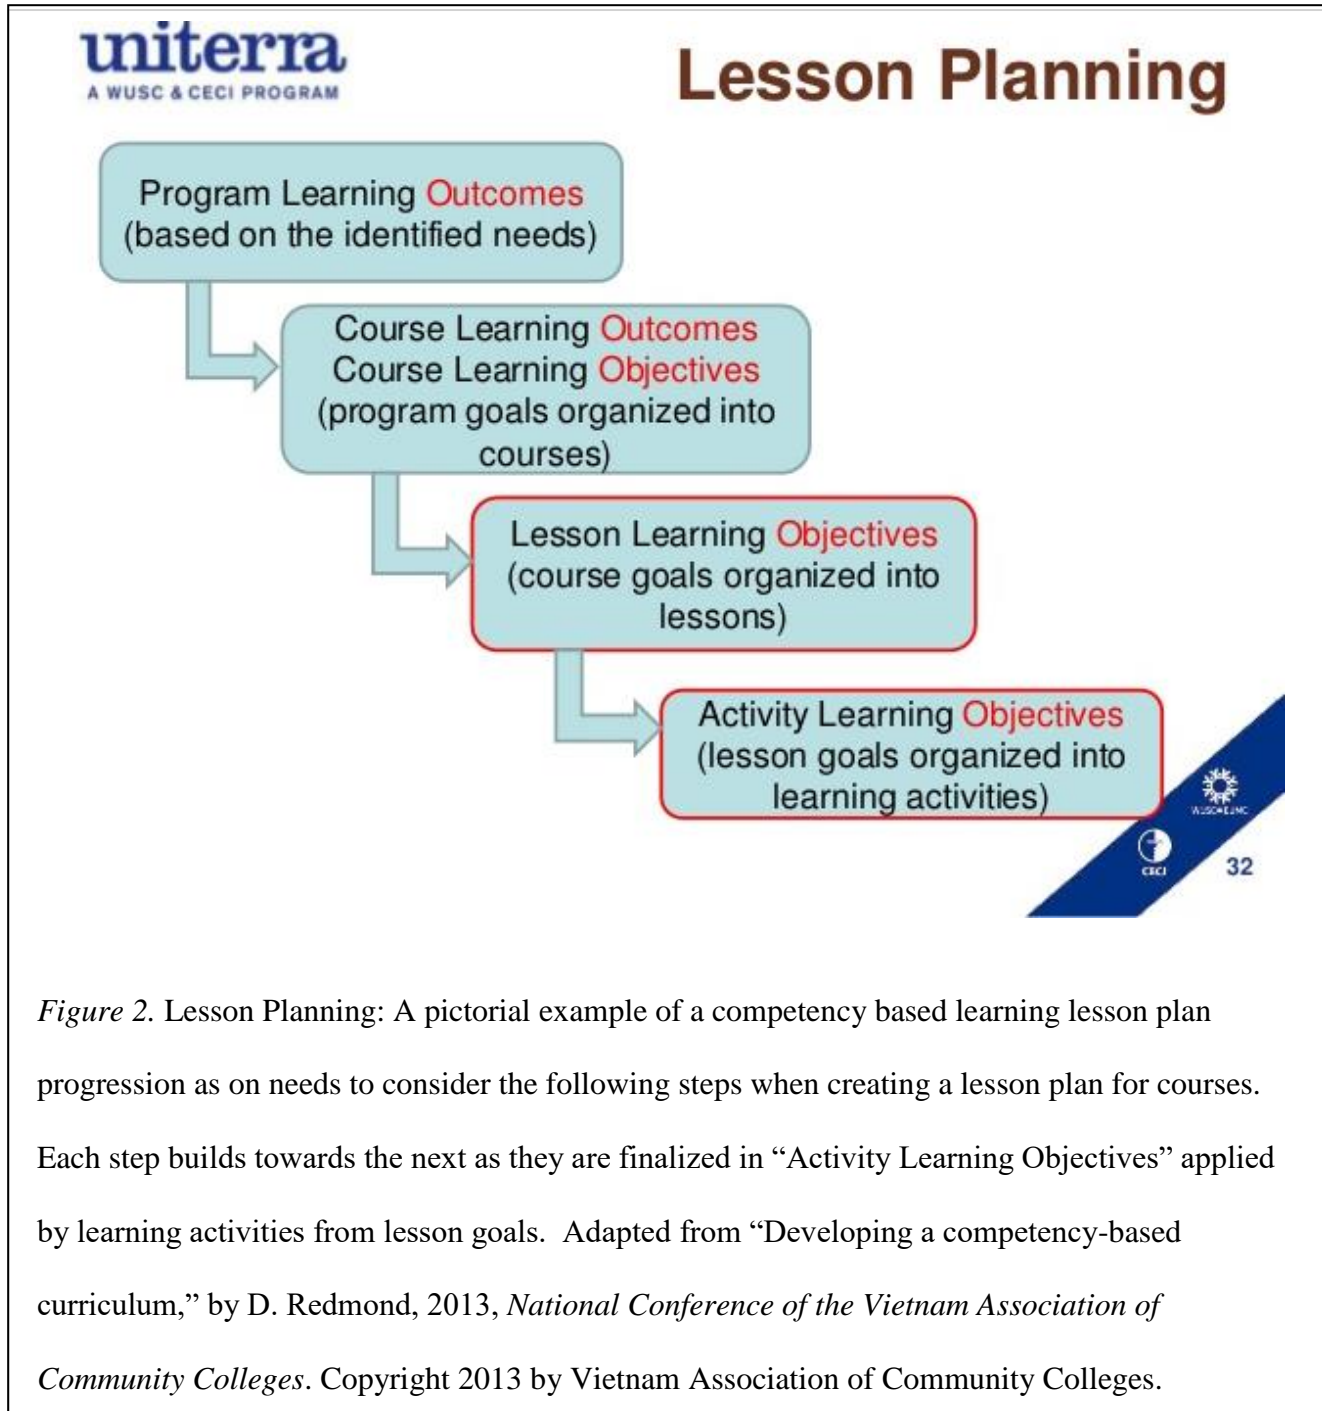 uniterra
A WUSC & CECI PROGRAM
Lesson Planning
Program Learning Outcomes
(based on the identified needs)
Course Learning Outcomes
Course Learning Objectives
(program goals organized into
courses)
Lesson Learning Objectives
(course goals organized into
lessons)
Activity Learning Objectives
(lesson goals organized into
learning activities)
CECI
32
Figure 2. Lesson Planning: A pictorial example of a competency based learning lesson plan
progression as on needs to consider the following steps when creating a lesson plan for courses.
Each step builds towards the next as they are finalized in “Activity Learning Objectives” applied
by learning activities from lesson goals.  Adapted from “Developing a competency-based
curriculum,” by D. Redmond, 2013, National Conference of the Vietnam Association of
Community Colleges. Copyright 2013 by Vietnam Association of Community Colleges.